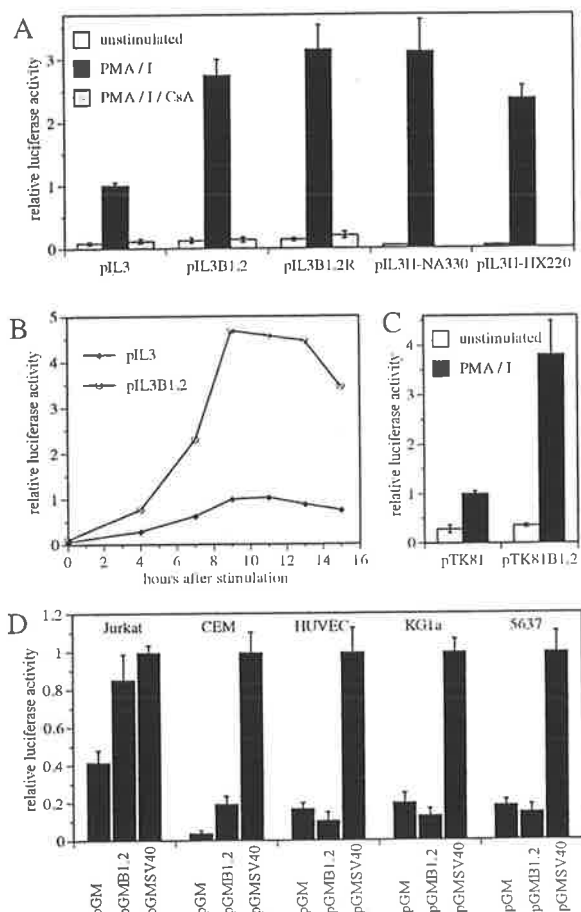 A
relative luciferase activity
3
2
1
0
unstimulated
PMA / I
PMA / I / CsA
pIL3
pIL3B1.2
pIL3B1.2R
pIL3H-NA330
pIL3H-HX220
B
relative luciferase activity
5
4
3
2
1
0
pIL3
pIL3B1.2
0 2 4 6 8 10 12 14 16
hours after stimulation
C
relative luciferase activity
4
3
2
1
0
unstimulated
PMA / I
pTK81
pTK81B1.2
D
relative luciferase activity
1.2
1
0.8
0.6
0.4
0.2
0
Jurkat
CEM
HUVEC
KG1a
5637
pGM
pGMB1.2
pGMSV40
pGM
pGMB1.2
pGMSV40
pGM
pGMB1.2
pGMSV40
pGM
pGMB1.2
pGMSV40
pGM
pGMB1.2
pGMSV40